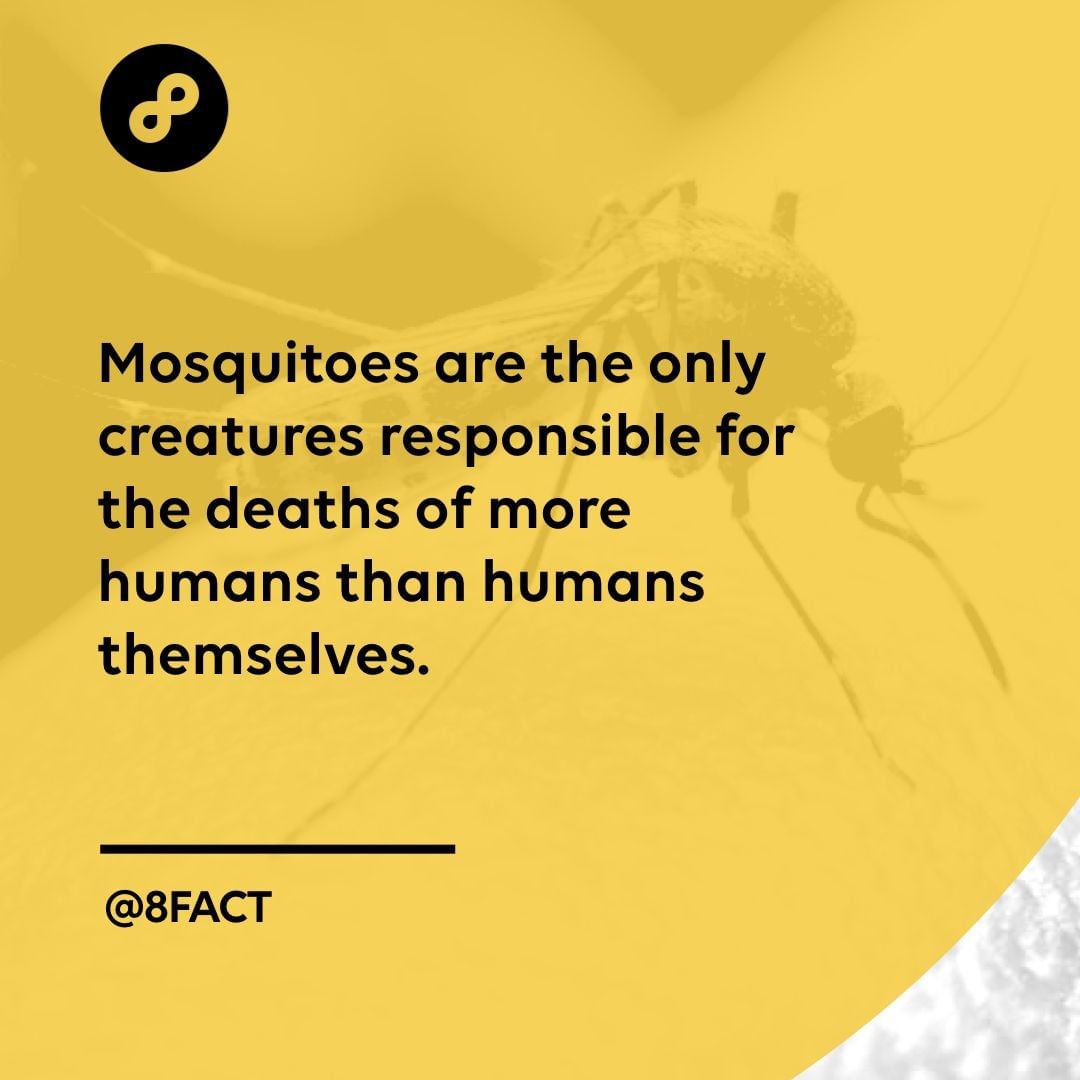 Mosquitoes are the only
creatures responsible for
the deaths of more
humans than humans
themselves.
@8FACT